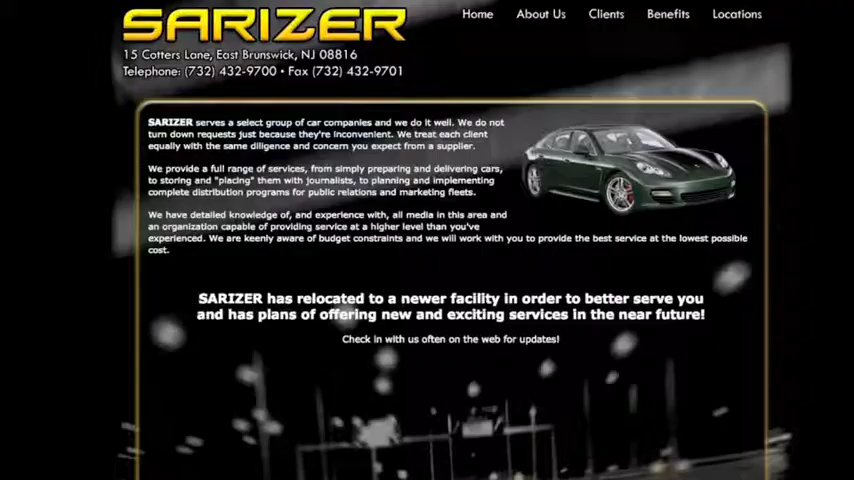 SARIZER
Home About Us Clients Benefits Locations
15 Cotters Lane, East Brunswick, NJ 08816
Telephone: (732) 432-9700 • Fax (732) 432-9701
SARIZER serves a select group of car companies and we do it well. We do not
turn down requests just because they're inconvenient. We treat each client
equally with the same diligence and concern you expect from a supplier.
We provide a full range of services, from simply preparing and delivering cars,
to storing and "placing" them with journalists, to planning and implementing
complete distribution programs for public relations and marketing fleets.
We have detailed knowledge of, and experience with, all media in this area and
an organization capable of providing service at a higher level than you've
experienced. We are keenly aware of budget constraints and we will work with you to provide the best service at the lowest possible
cost.
SARIZER has relocated to a newer facility in order to better serve you
and has plans of offering new and exciting services in the near future!
Check in with us often on the web for updates!